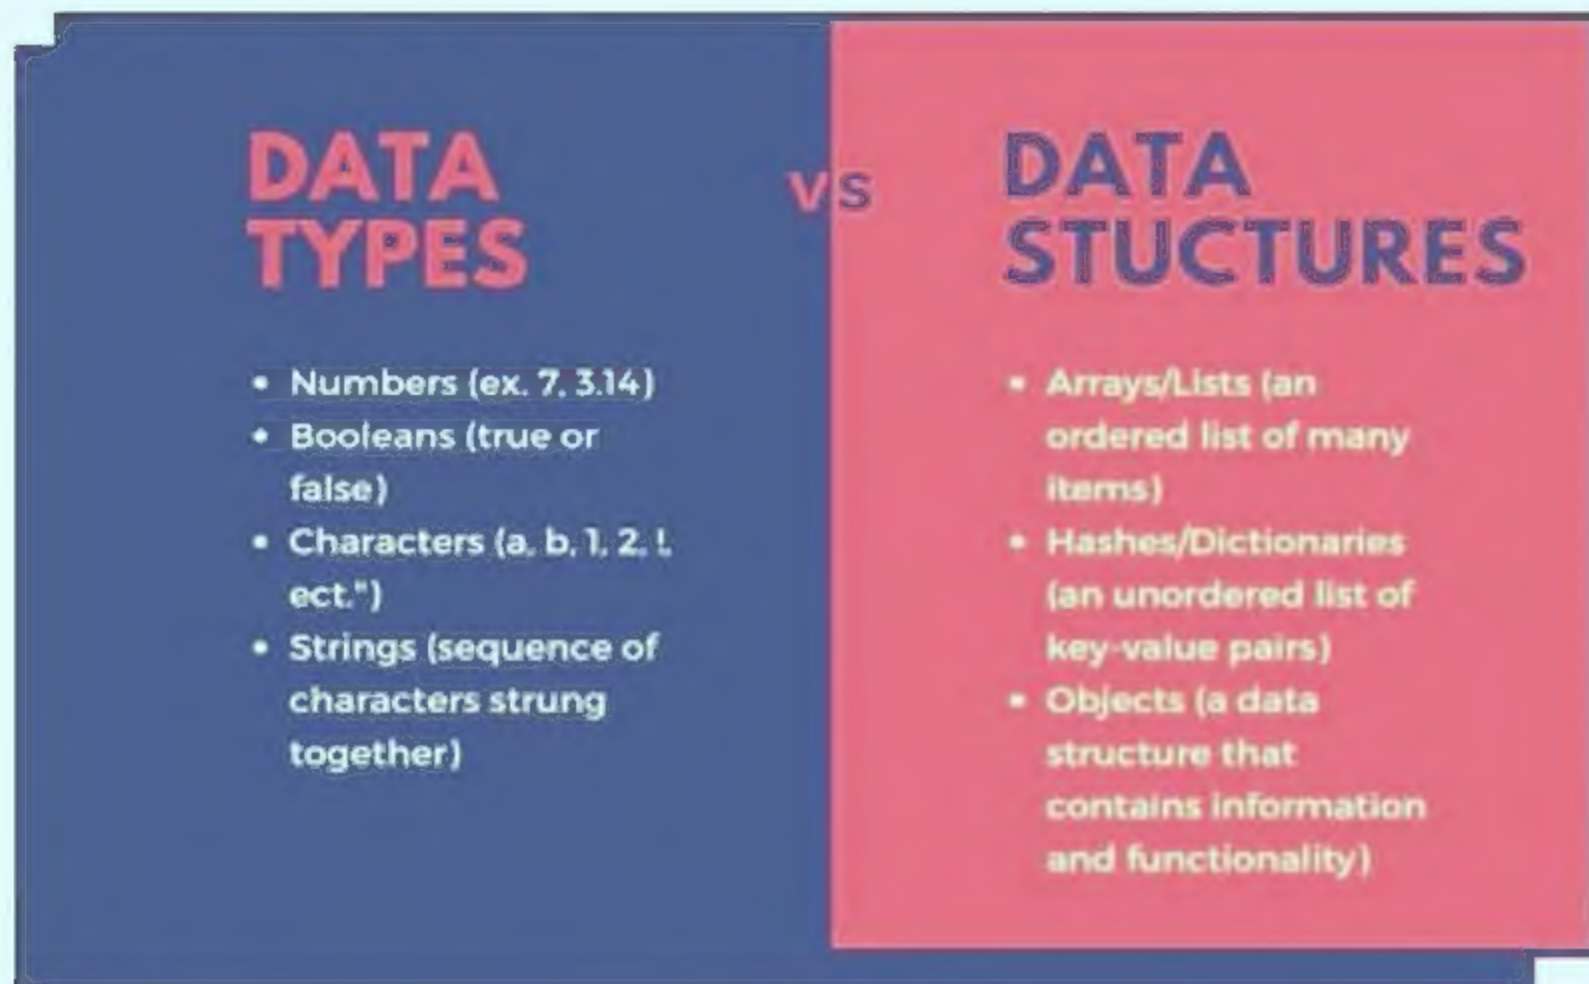 DATA
TYPES
VS
DATA
STUCTURES
• Numbers (ex. 7, 3.14)
• Booleans (true or
false)
• Characters (a, b, 1, 2, !,
ect.")
• Strings (sequence of
characters strung
together)
• Arrays/Lists (an
ordered list of many
items)
• Hashes/Dictionaries
(an unordered list of
key-value pairs)
• Objects (a data
structure that
contains information
and functionality)